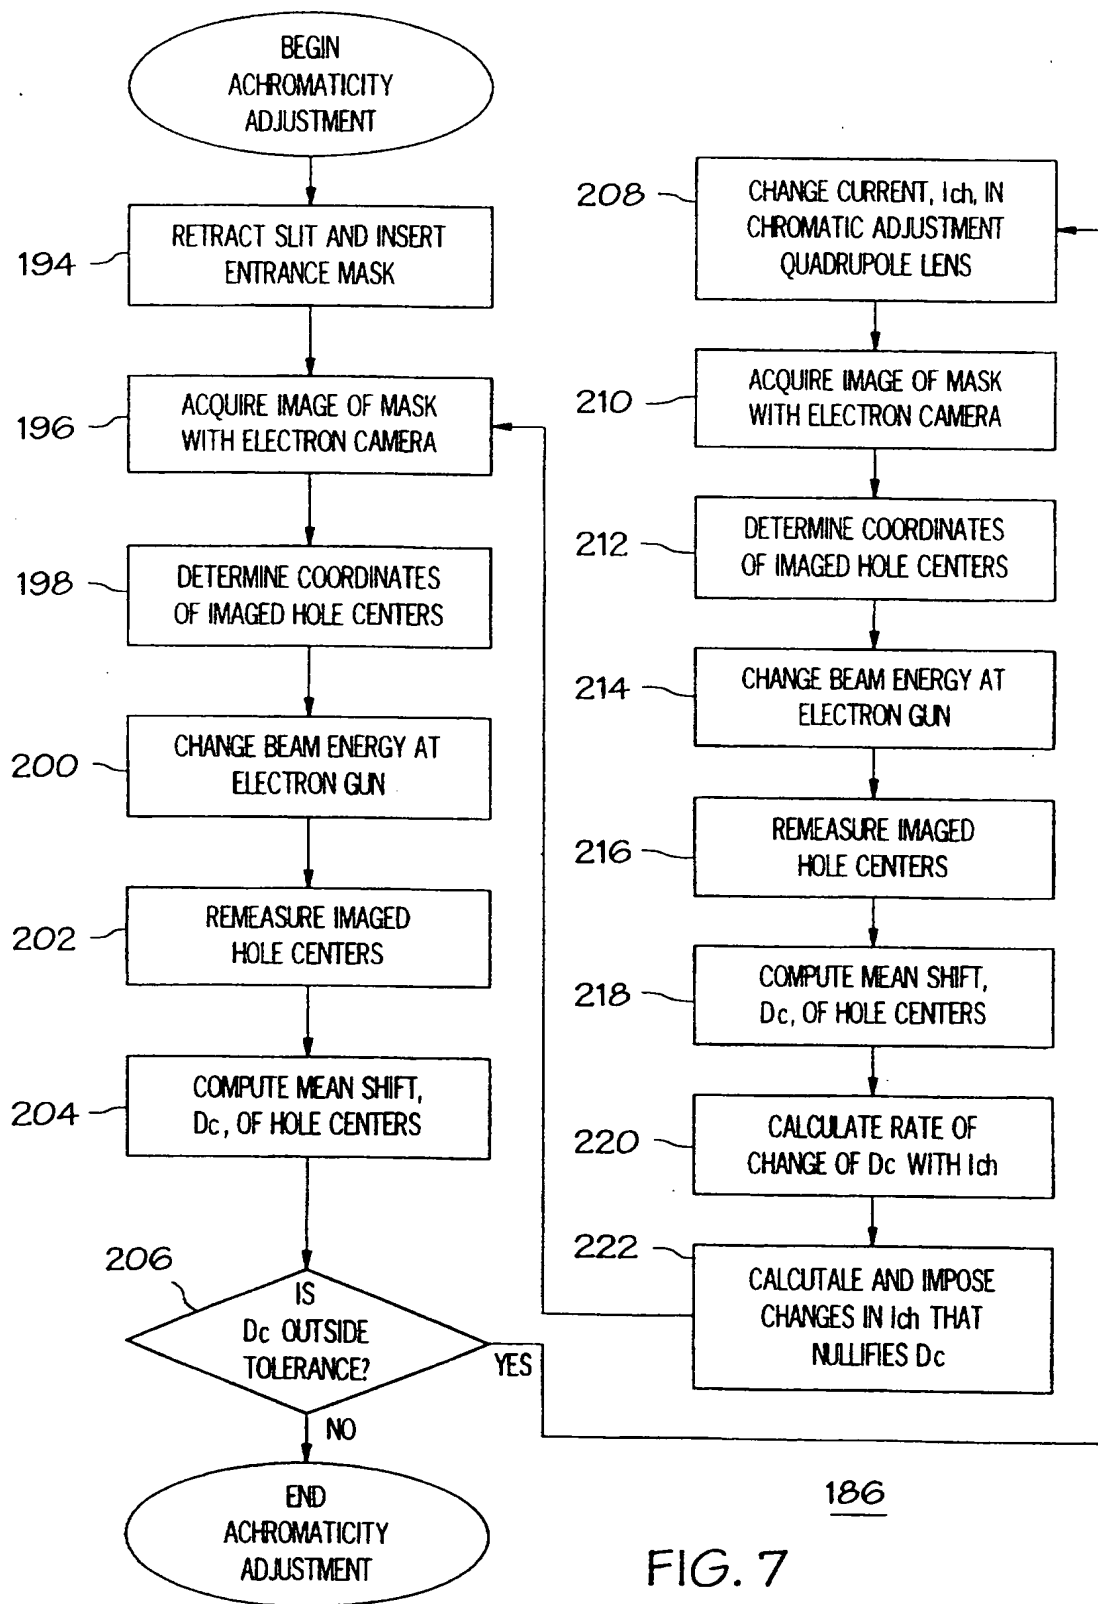 BEGIN
ACHROMATICITY
ADJUSTMENT
194
RETRACT SLIT AND INSERT
ENTRANCE MASK
196
ACQUIRE IMAGE OF MASK
WITH ELECTRON CAMERA
198
DETERMINE COORDINATES
OF IMAGED HOLE CENTERS
200
CHANGE BEAM ENERGY AT
ELECTRON GUN
202
REMEASURE IMAGED
HOLE CENTERS
204
COMPUTE MEAN SHIFT,
Dc, OF HOLE CENTERS
206
IS
Dc OUTSIDE
TOLERANCE?
YES
NO
END
ACHROMATICITY
ADJUSTMENT
208
CHANGE CURRENT, Ich, IN
CHROMATIC ADJUSTMENT
QUADRUPOLE LENS
210
ACQUIRE IMAGE OF MASK
WITH ELECTRON CAMERA
212
DETERMINE COORDINATES
OF IMAGED HOLE CENTERS
214
CHANGE BEAM ENERGY AT
ELECTRON GUN
216
REMEASURE IMAGED
HOLE CENTERS
218
COMPUTE MEAN SHIFT,
Dc, OF HOLE CENTERS
220
CALCULATE RATE OF
CHANGE OF Dc WITH Ich
222
CALCUTALE AND IMPOSE
CHANGES IN Ich THAT
NULLIFIES Dc
186
FIG. 7